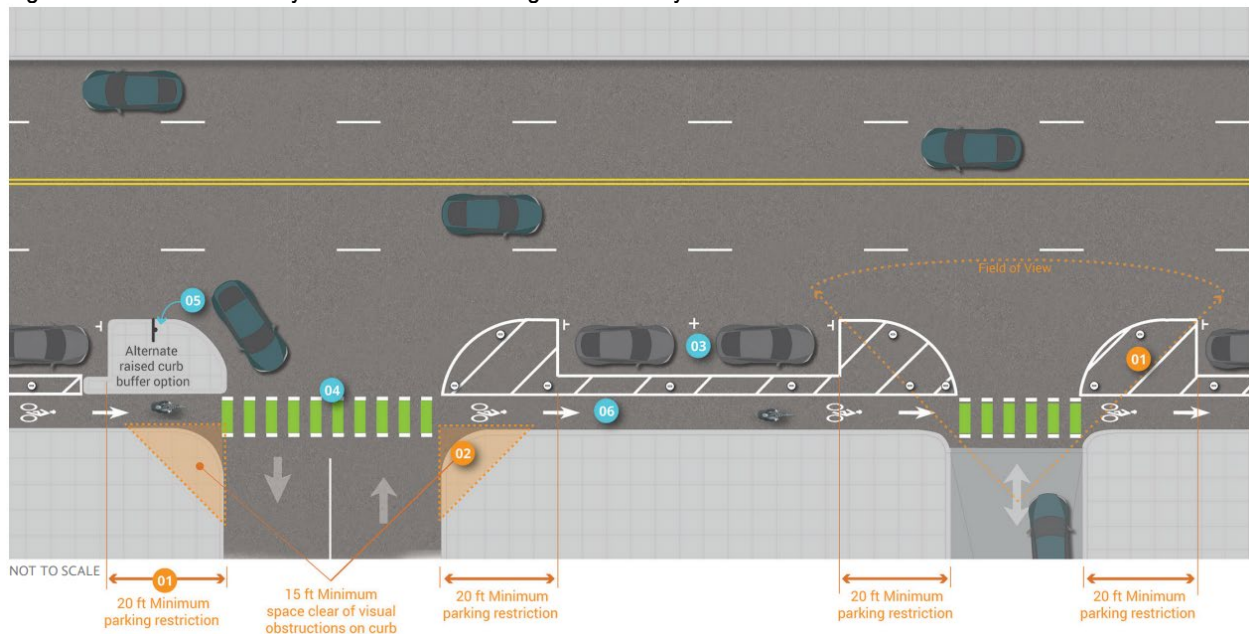 Field of View
05
Alternate
raised curb
buffer option
03
01
04
06
02
NOT TO SCALE
01
20 ft Minimum
parking restriction
15 ft Minimum
space clear of visual
obstructions on curb
20 ft Minimum
parking restriction
20 ft Minimum
parking restriction
20 ft Minimum
parking restriction